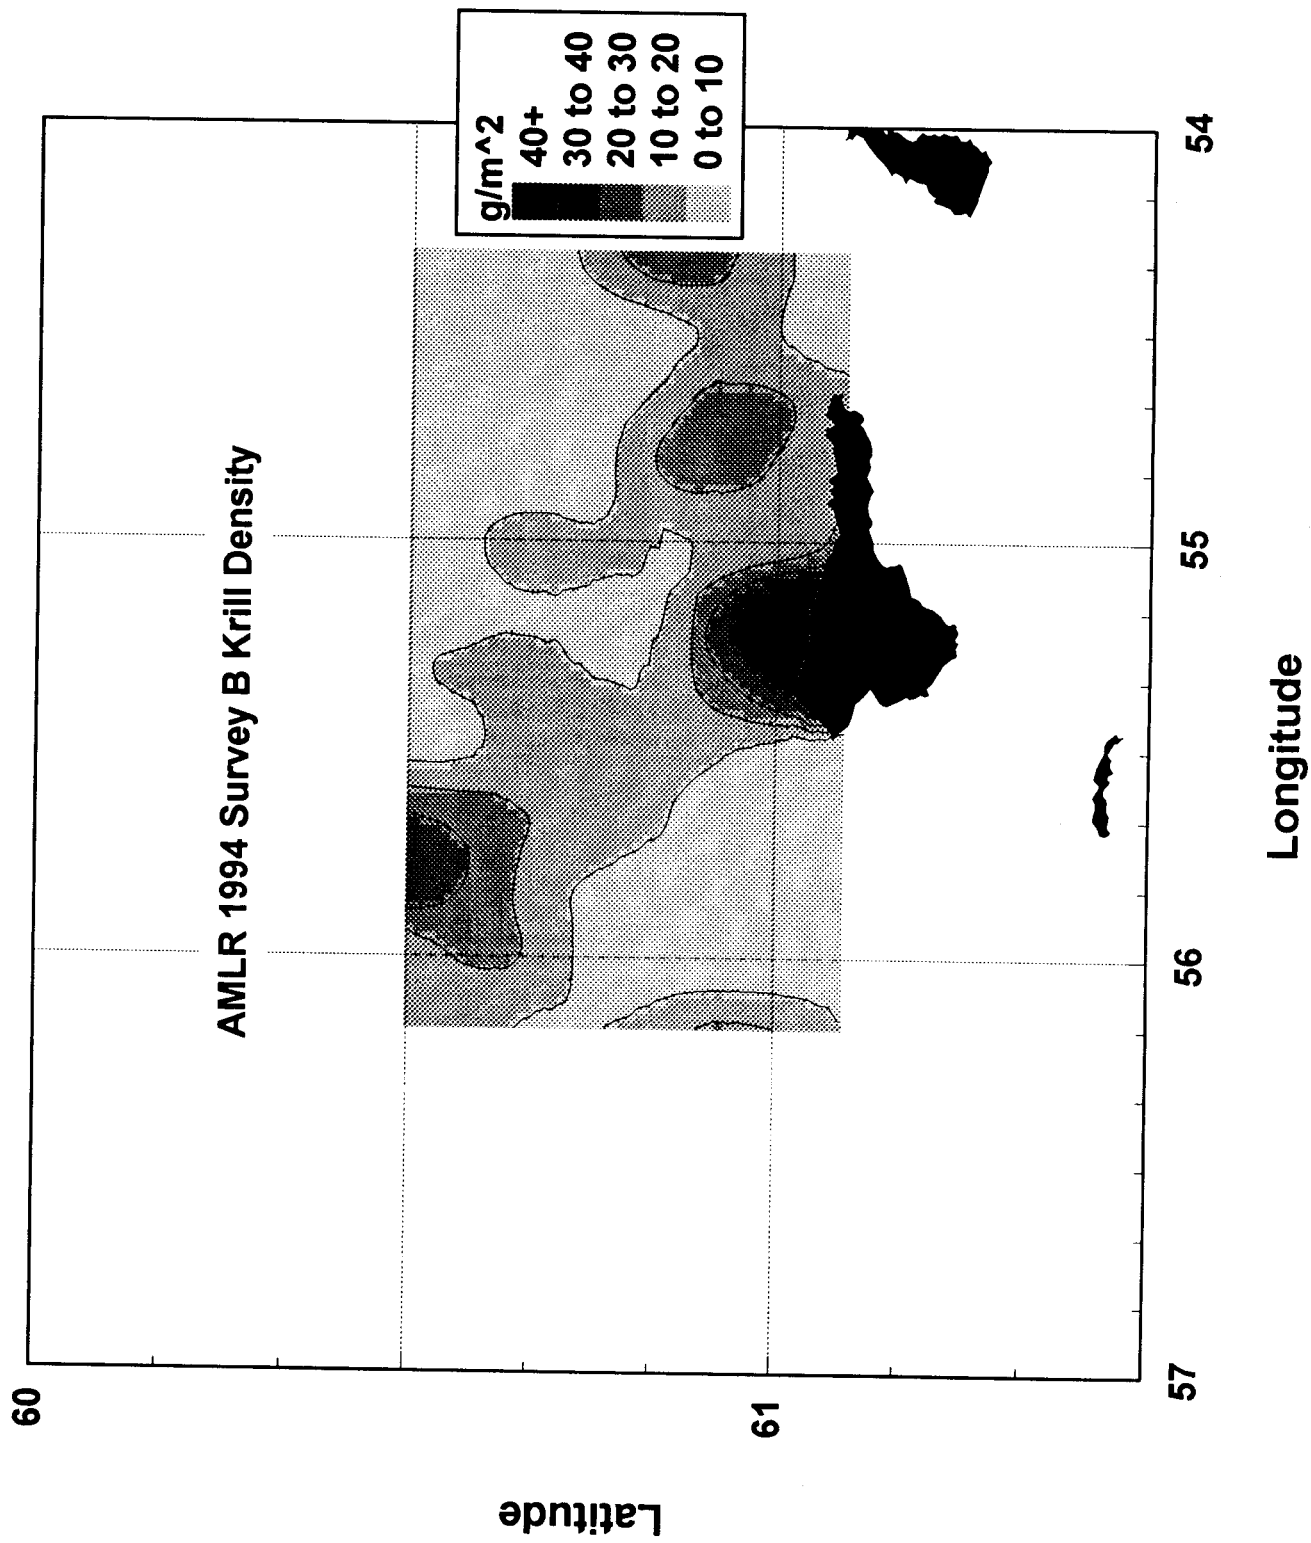 AMLR 1994 Survey B Krill Density
g/m^2
40+
30 to 40
20 to 30
10 to 20
0 to 10
60
61
Latitude
57
56
55
54
Longitude